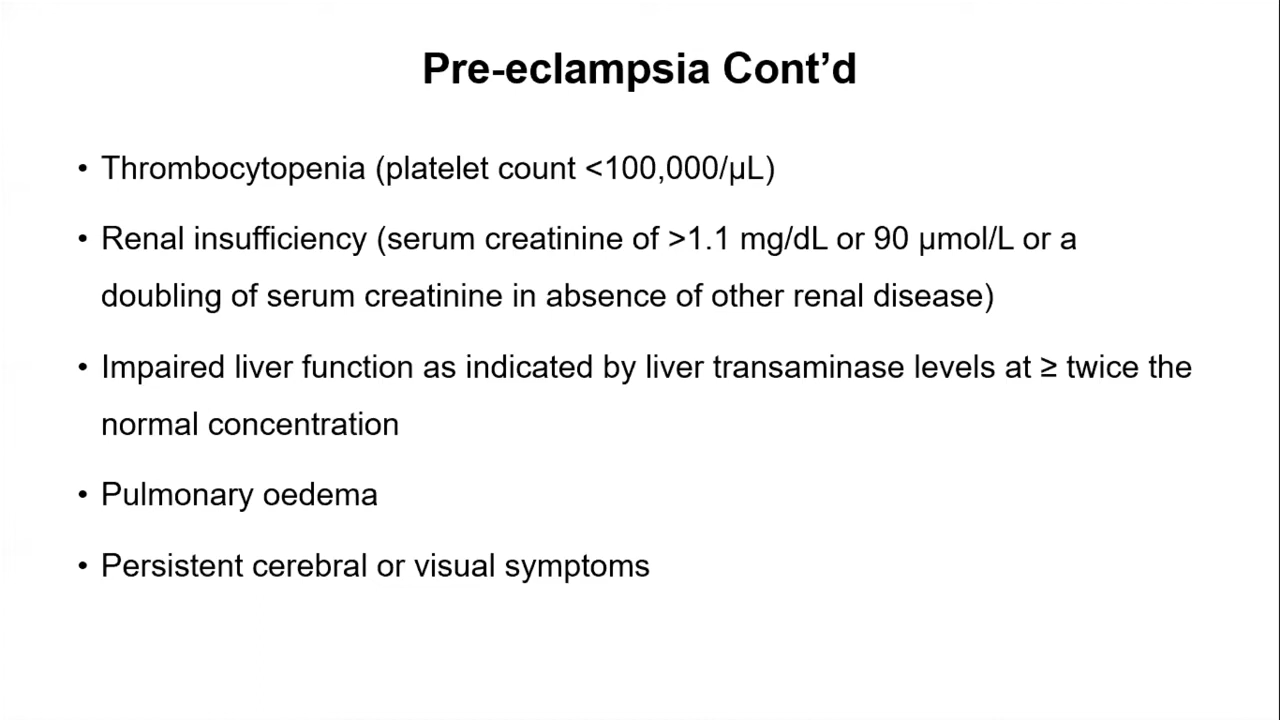 Pre-eclampsia Cont’d
• Thrombocytopenia (platelet count <100,000/µL)
• Renal insufficiency (serum creatinine of >1.1 mg/dL or 90 µmol/L or a
doubling of serum creatinine in absence of other renal disease)
• Impaired liver function as indicated by liver transaminase levels at ≥ twice the
normal concentration
• Pulmonary oedema
• Persistent cerebral or visual symptoms